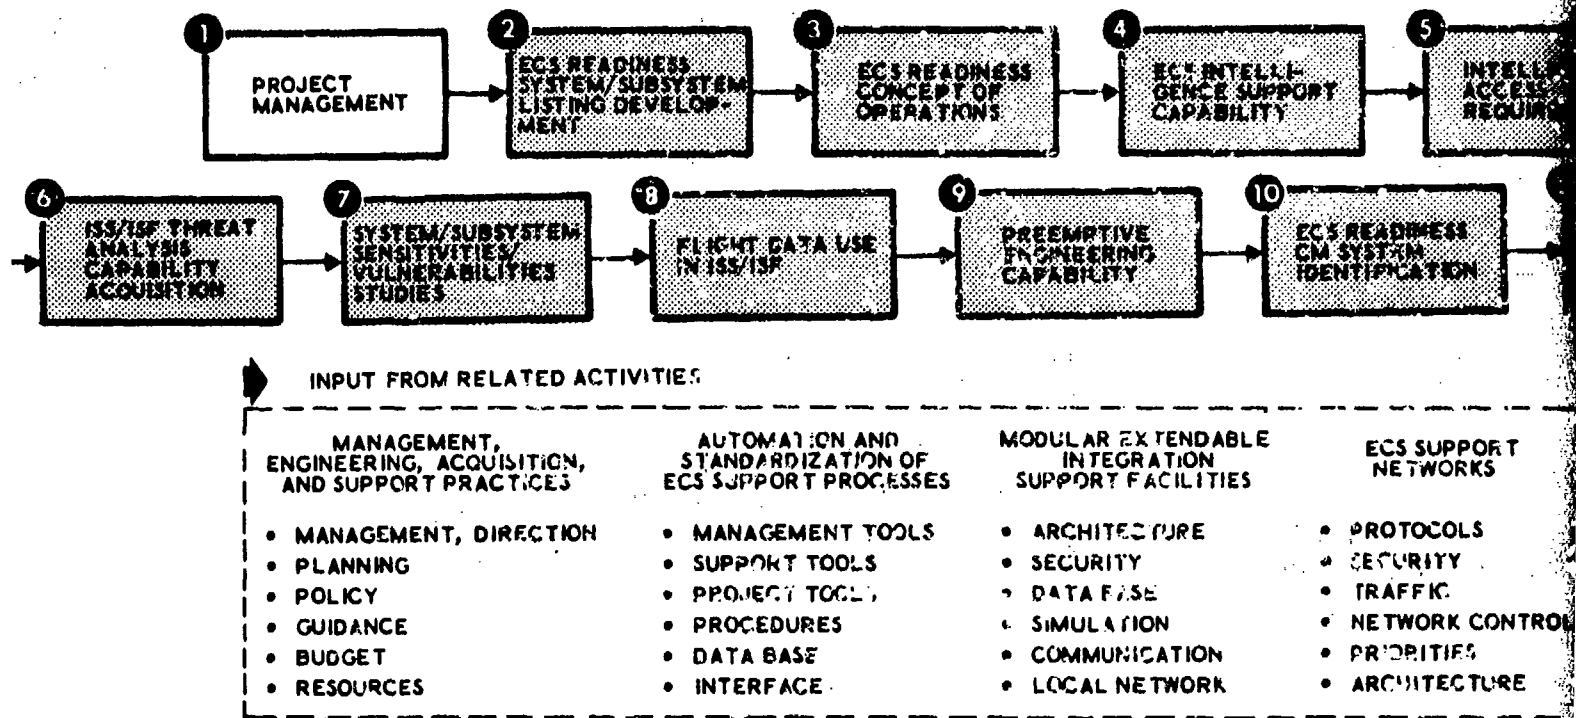 1
PROJECT
MANAGEMENT
2
ECS READINESS
SYSTEM/SUBSYSTEM
LISTING DEVELOP-
MENT
3
ECS READINESS
CONCEPT OF
OPERATIONS
4
ECS INTELLI-
GENCE SUPPORT
CAPABILITY
5
ACCESS
6
ISS/ISF THREAT
ANALYSIS
CAPABILITY
ACQUISITION
7
SYSTEM/SUBSYSTEM
SENSITIVITIES/
VULNERABILITIES
STUDIES
8
FLIGHT DATA USE
IN ISS/ISF
9
PREEMPTIVE
ENGINEERING
CAPABILITY
10
ECS READINESS
CM SYSTEM
IDENTIFICATION
INPUT FROM RELATED ACTIVITIES
MANAGEMENT,
ENGINEERING, ACQUISITION,
AND SUPPORT PRACTICES
• MANAGEMENT, DIRECTION
• PLANNING
• POLICY
• GUIDANCE
• BUDGET
• RESOURCES
AUTOMATION AND
STANDARDIZATION OF
ECS SUPPORT PROCESSES
• MANAGEMENT TOOLS
• SUPPORT TOOLS
• PROJECT TOOLS
• PROCEDURES
• DATA BASE
• INTERFACE
MODULAR EXTENDABLE
INTEGRATION
SUPPORT FACILITIES
• ARCHITECTURE
• SECURITY
• DATA BASE
• SIMULATION
• COMMUNICATION
• LOCAL NETWORK
ECS SUPPORT
NETWORKS
• PROTOCOLS
• SECURITY
• TRAFFIC
• NETWORK CONTROL
• PRIORITIES
• ARCHITECTURE